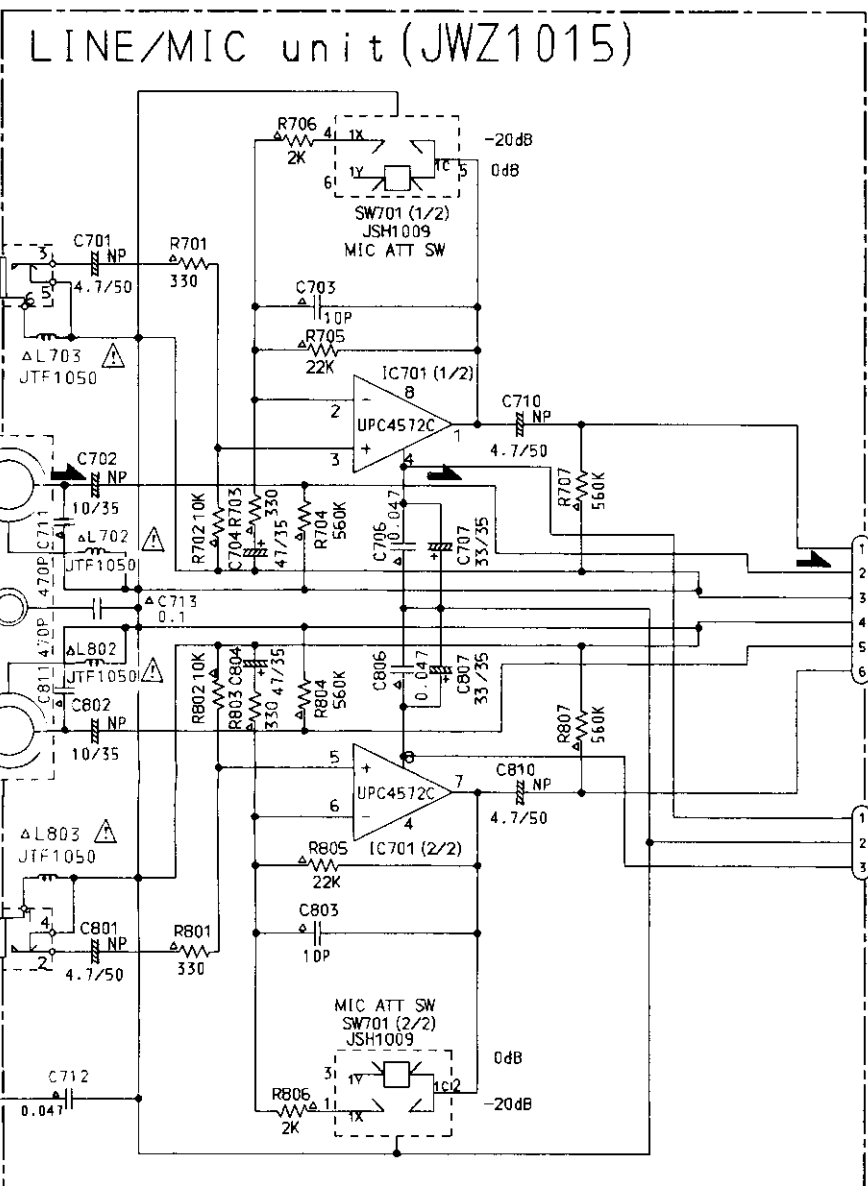 LINE/MIC unit (JWZ1015)
R706
2K
4
1X
-20dB
1Y
1C
5
0dB
6
SW701 (1/2)
JSH1009
MIC ATT SW
C701
NP
4.7/50
R701
330
3
5
6
C703
10P
R705
22K
L703
JTF1050
IC701 (1/2)
8
2
UPC4572C
1
3
4
C710
NP
4.7/50
C702
NP
10/35
C711
470P
L702
JTF1050
R702 10K
R703
330
C704
47/35
R704
560K
C706
0.047
C707
33/35
R707
560K
1
2
3
4
5
6
C713
0.1
470P
C811
L802
JTF1050
C802
NP
10/35
R802 10K
C804
47/35
R803
330
R804
560K
C806
0.047
C807
33/35
R807
560K
8
5
UPC4572C
7
6
4
IC701 (2/2)
C810
NP
4.7/50
1
2
3
L803
JTF1050
R805
22K
4
2
C801
NP
4.7/50
R801
330
C803
10P
MIC ATT SW
SW701 (2/2)
JSH1009
0dB
3
1Y
1C
2
-20dB
C712
0.047
R806
2K
1
1X